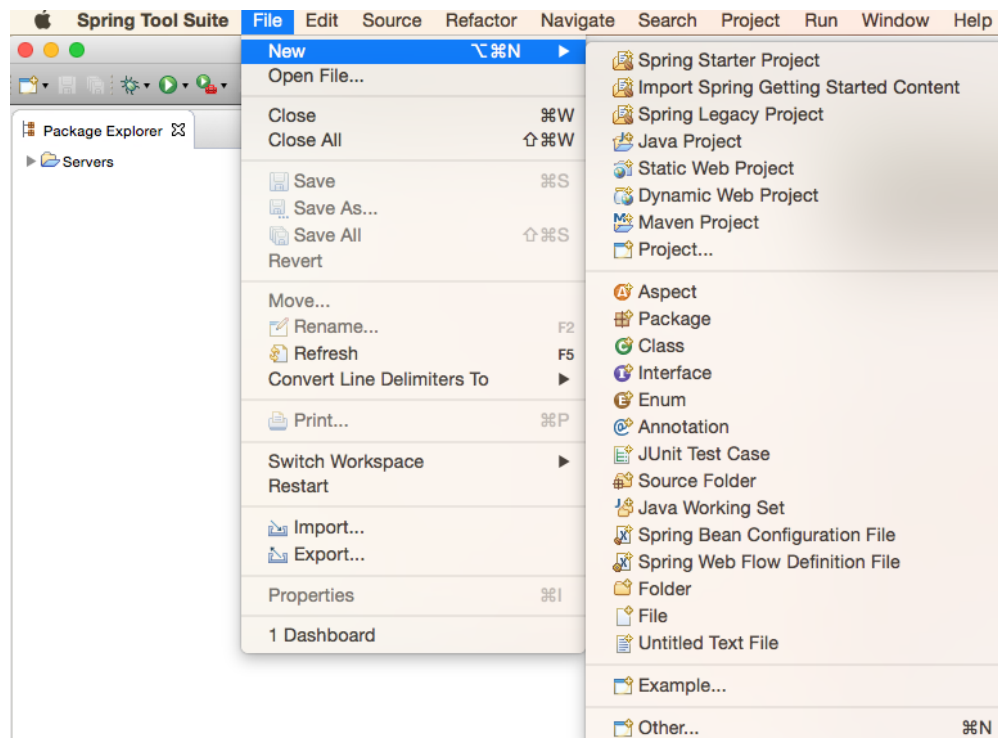 Spring Tool Suite File Edit Source Refactor Navigate Search Project Run Window Help
Package Explorer
Servers
New ⌥⌘N ▶
Open File...
Close ⌘W
Close All ⇧⌘W
Save ⌘S
Save As...
Save All ⇧⌘S
Revert
Move...
Rename... F2
Refresh F5
Convert Line Delimiters To ▶
Print... ⌘P
Switch Workspace ▶
Restart
Import...
Export...
Properties ⌘I
1 Dashboard
Spring Starter Project
Import Spring Getting Started Content
Spring Legacy Project
Java Project
Static Web Project
Dynamic Web Project
Maven Project
Project...
Aspect
Package
Class
Interface
Enum
Annotation
JUnit Test Case
Source Folder
Java Working Set
Spring Bean Configuration File
Spring Web Flow Definition File
Folder
File
Untitled Text File
Example...
Other... ⌘N